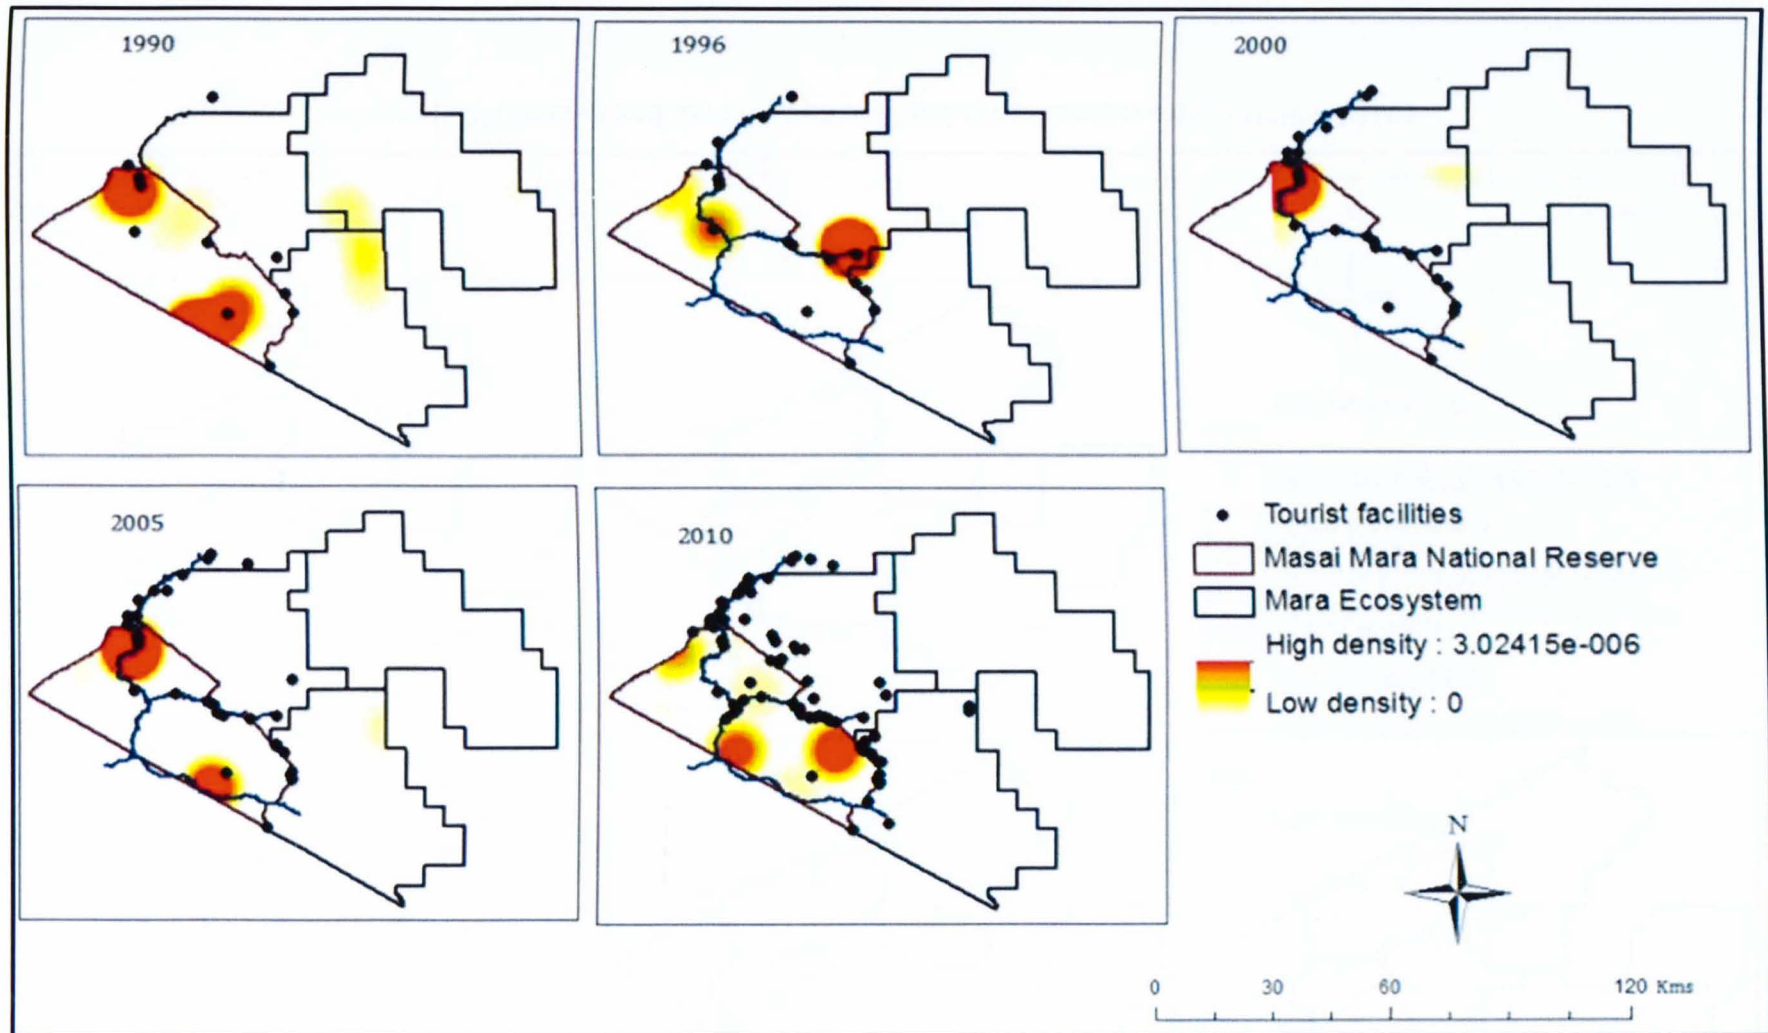 1990
1996
2000
2005
2010
Tourist facilities
Masai Mara National Reserve
Mara Ecosystem
High density : 3.02415e-006
Low density : 0
N
0 30 60 120 Kms